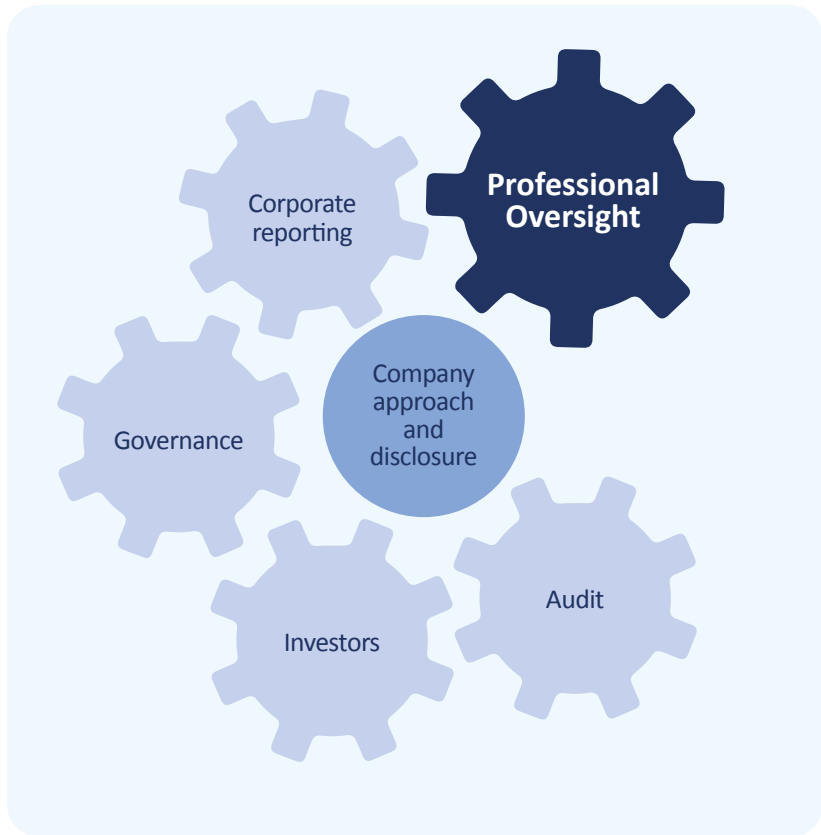 Professional
Oversight
Corporate
reporting
Company
approach
and
disclosure
Governance
Audit
Investors